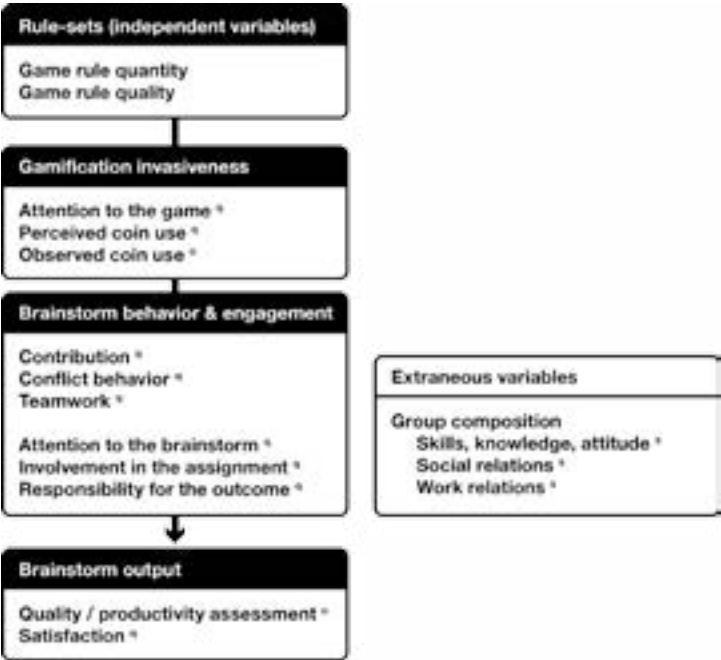 Rule-sets (independent variables)
Game rule quantity
Game rule quality
Gamification invasiveness
Attention to the game
Perceived coin use
Observed coin use
Brainstorm behavior & engagement
Contribution
Conflict behavior
Teamwork
Attention to the brainstorm
Involvement in the assignment
Responsibility for the outcome
Extraneous variables
Group composition
Skills, knowledge, attitude
Social relations
Work relations
Brainstorm output
Quality / productivity assessment
Satisfaction